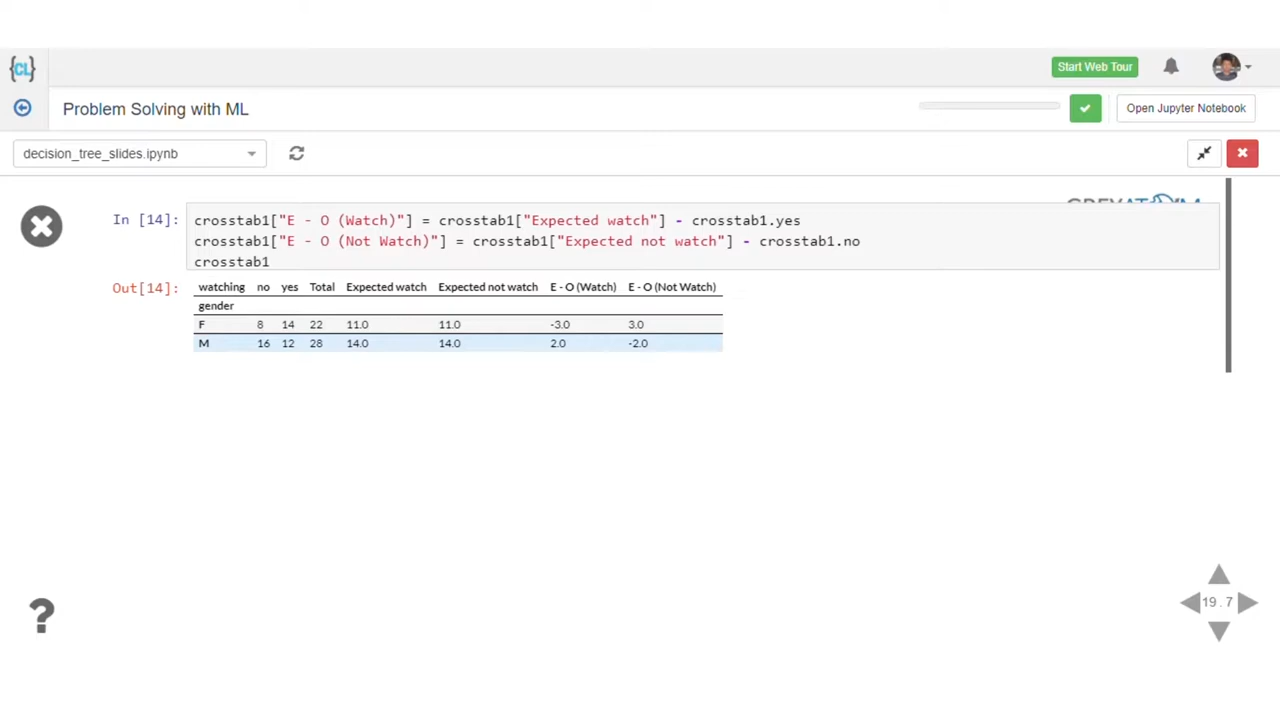 {CL}
Start Web Tour
Problem Solving with ML
Open Jupyter Notebook
decision_tree_slides.ipynb
GREYATOM
In [14]: crosstab1["E - O (Watch)"] = crosstab1["Expected watch"] - crosstab1.yes
crosstab1["E - O (Not Watch)"] = crosstab1["Expected not watch"] - crosstab1.no
crosstab1
Out[14]: watching no yes Total Expected watch Expected not watch E - O (Watch) E - O (Not Watch)
gender
F 8 14 22 11.0 11.0 -3.0 3.0
M 16 12 28 14.0 14.0 2.0 -2.0
19.7
?